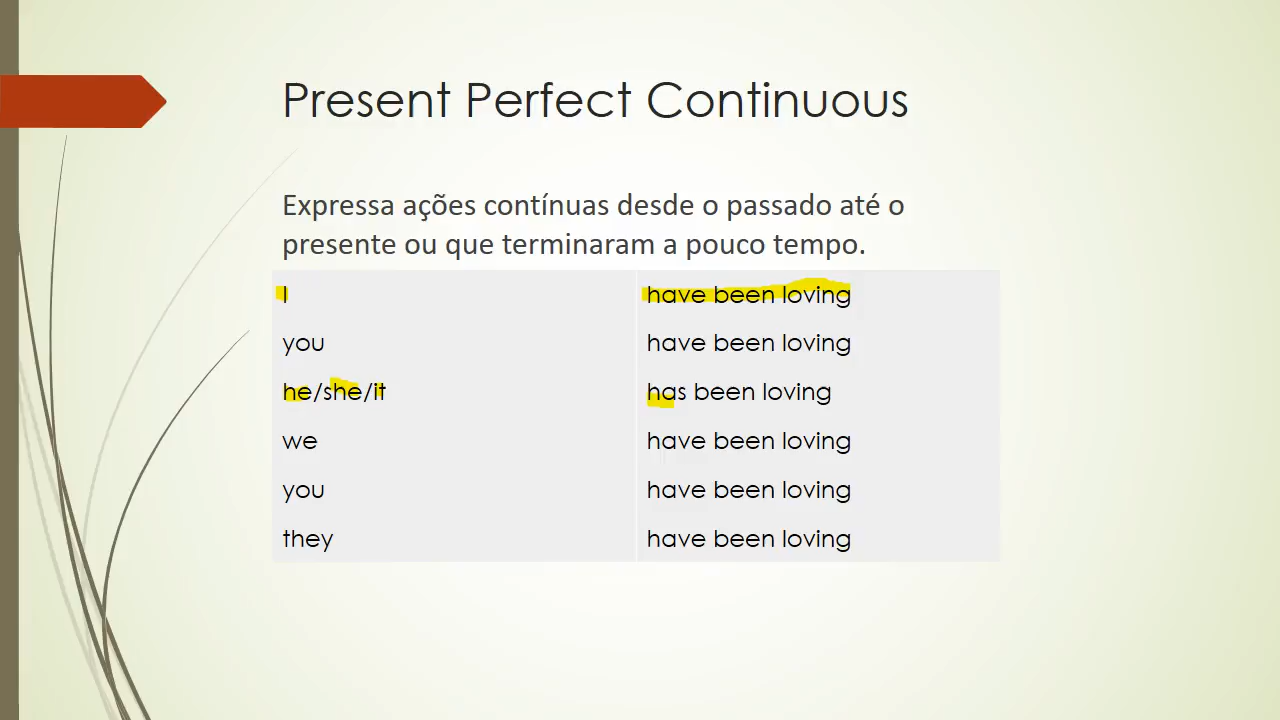 Present Perfect Continuous
Expressa ações contínuas desde o passado até o
presente ou que terminaram a pouco tempo.
I have been loving
you have been loving
he/she/it has been loving
we have been loving
you have been loving
they have been loving